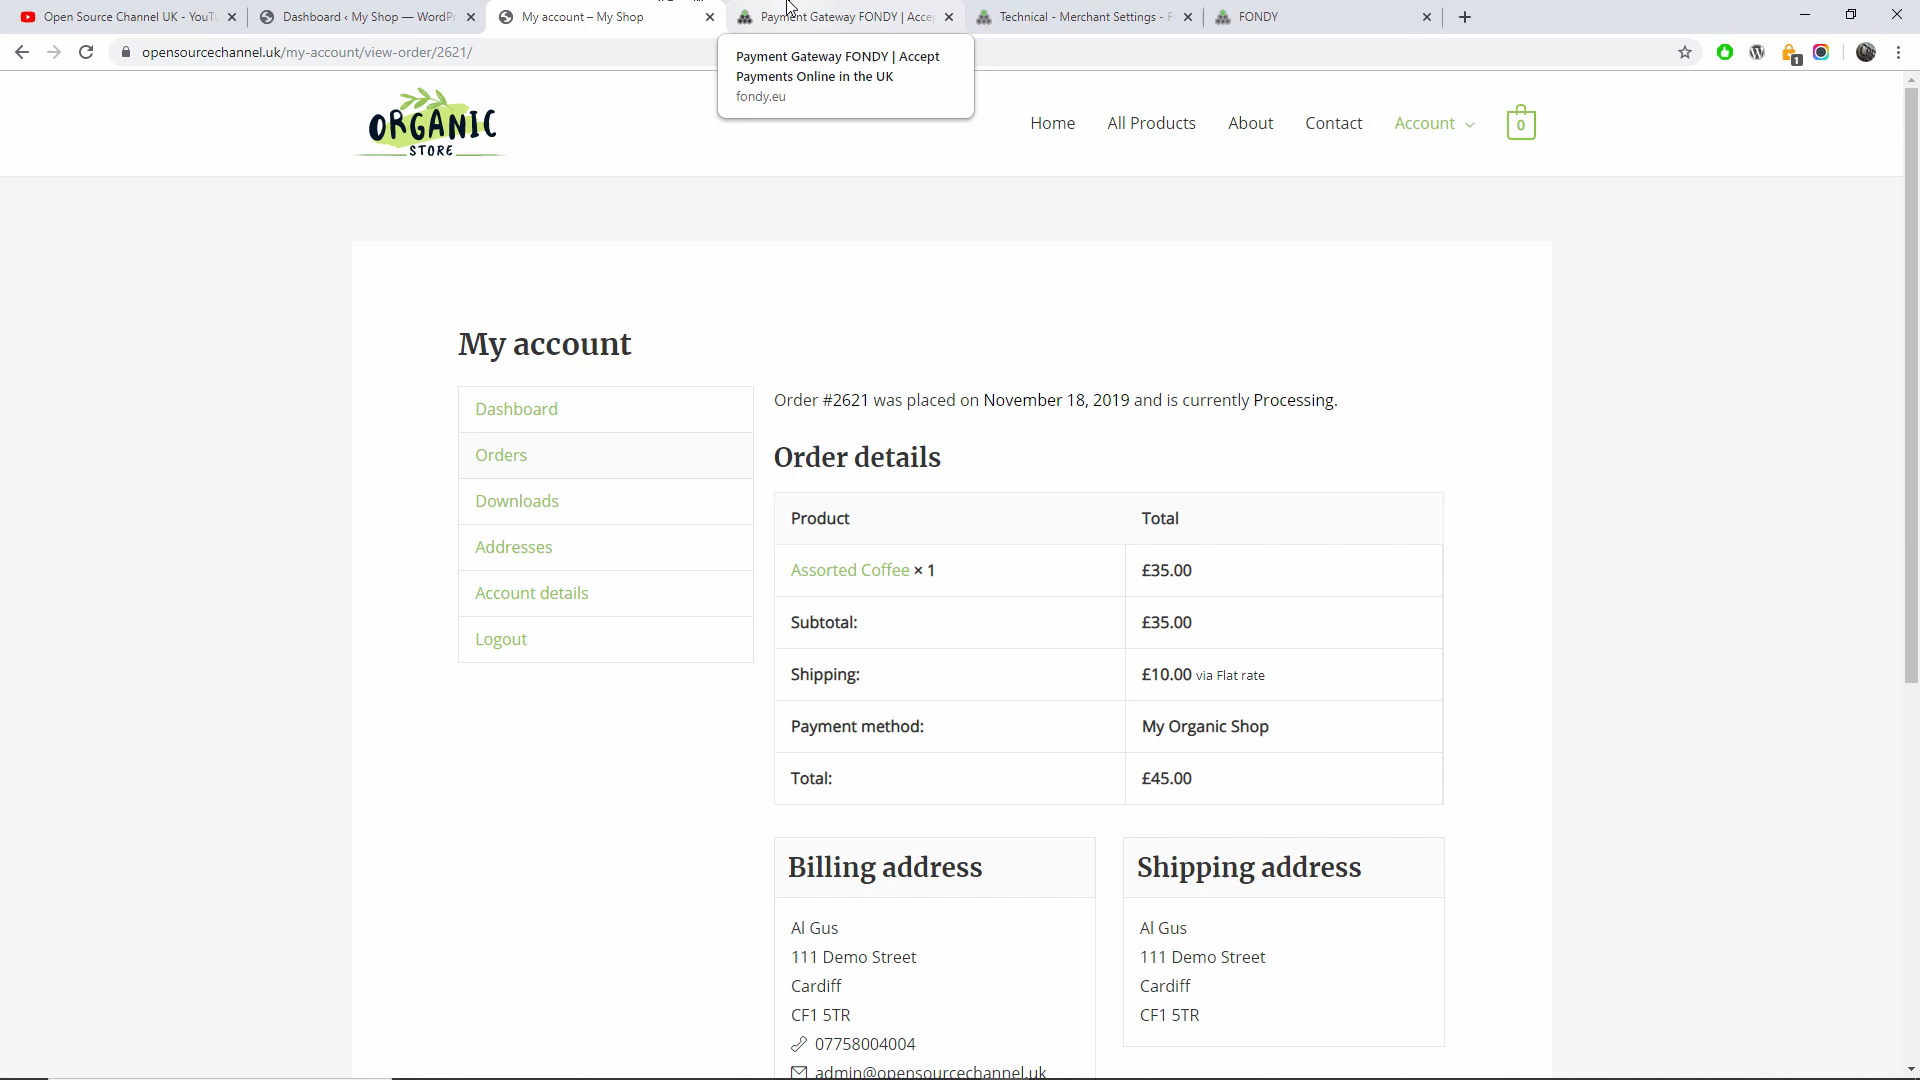 Open Source Channel UK - YouTu
Dashboard ‹ My Shop — WordPr
My account – My Shop
Payment Gateway FONDY | Accep
Technical - Merchant Settings - F
FONDY
opensourcechannel.uk/my-account/view-order/2621/
1
Payment Gateway FONDY | Accept
Payments Online in the UK
fondy.eu
ORGANIC
STORE
Home
All Products
About
Contact
Account
0
My account
Dashboard
Orders
Downloads
Addresses
Account details
Logout
Order #2621 was placed on November 18, 2019 and is currently Processing.
Order details
Product Total
Assorted Coffee × 1 £35.00
Subtotal: £35.00
Shipping: £10.00 via Flat rate
Payment method: My Organic Shop
Total: £45.00
Billing address
Al Gus
111 Demo Street
Cardiff
CF1 5TR
07758004004
admin@opensourcechannel.uk
Shipping address
Al Gus
111 Demo Street
Cardiff
CF1 5TR